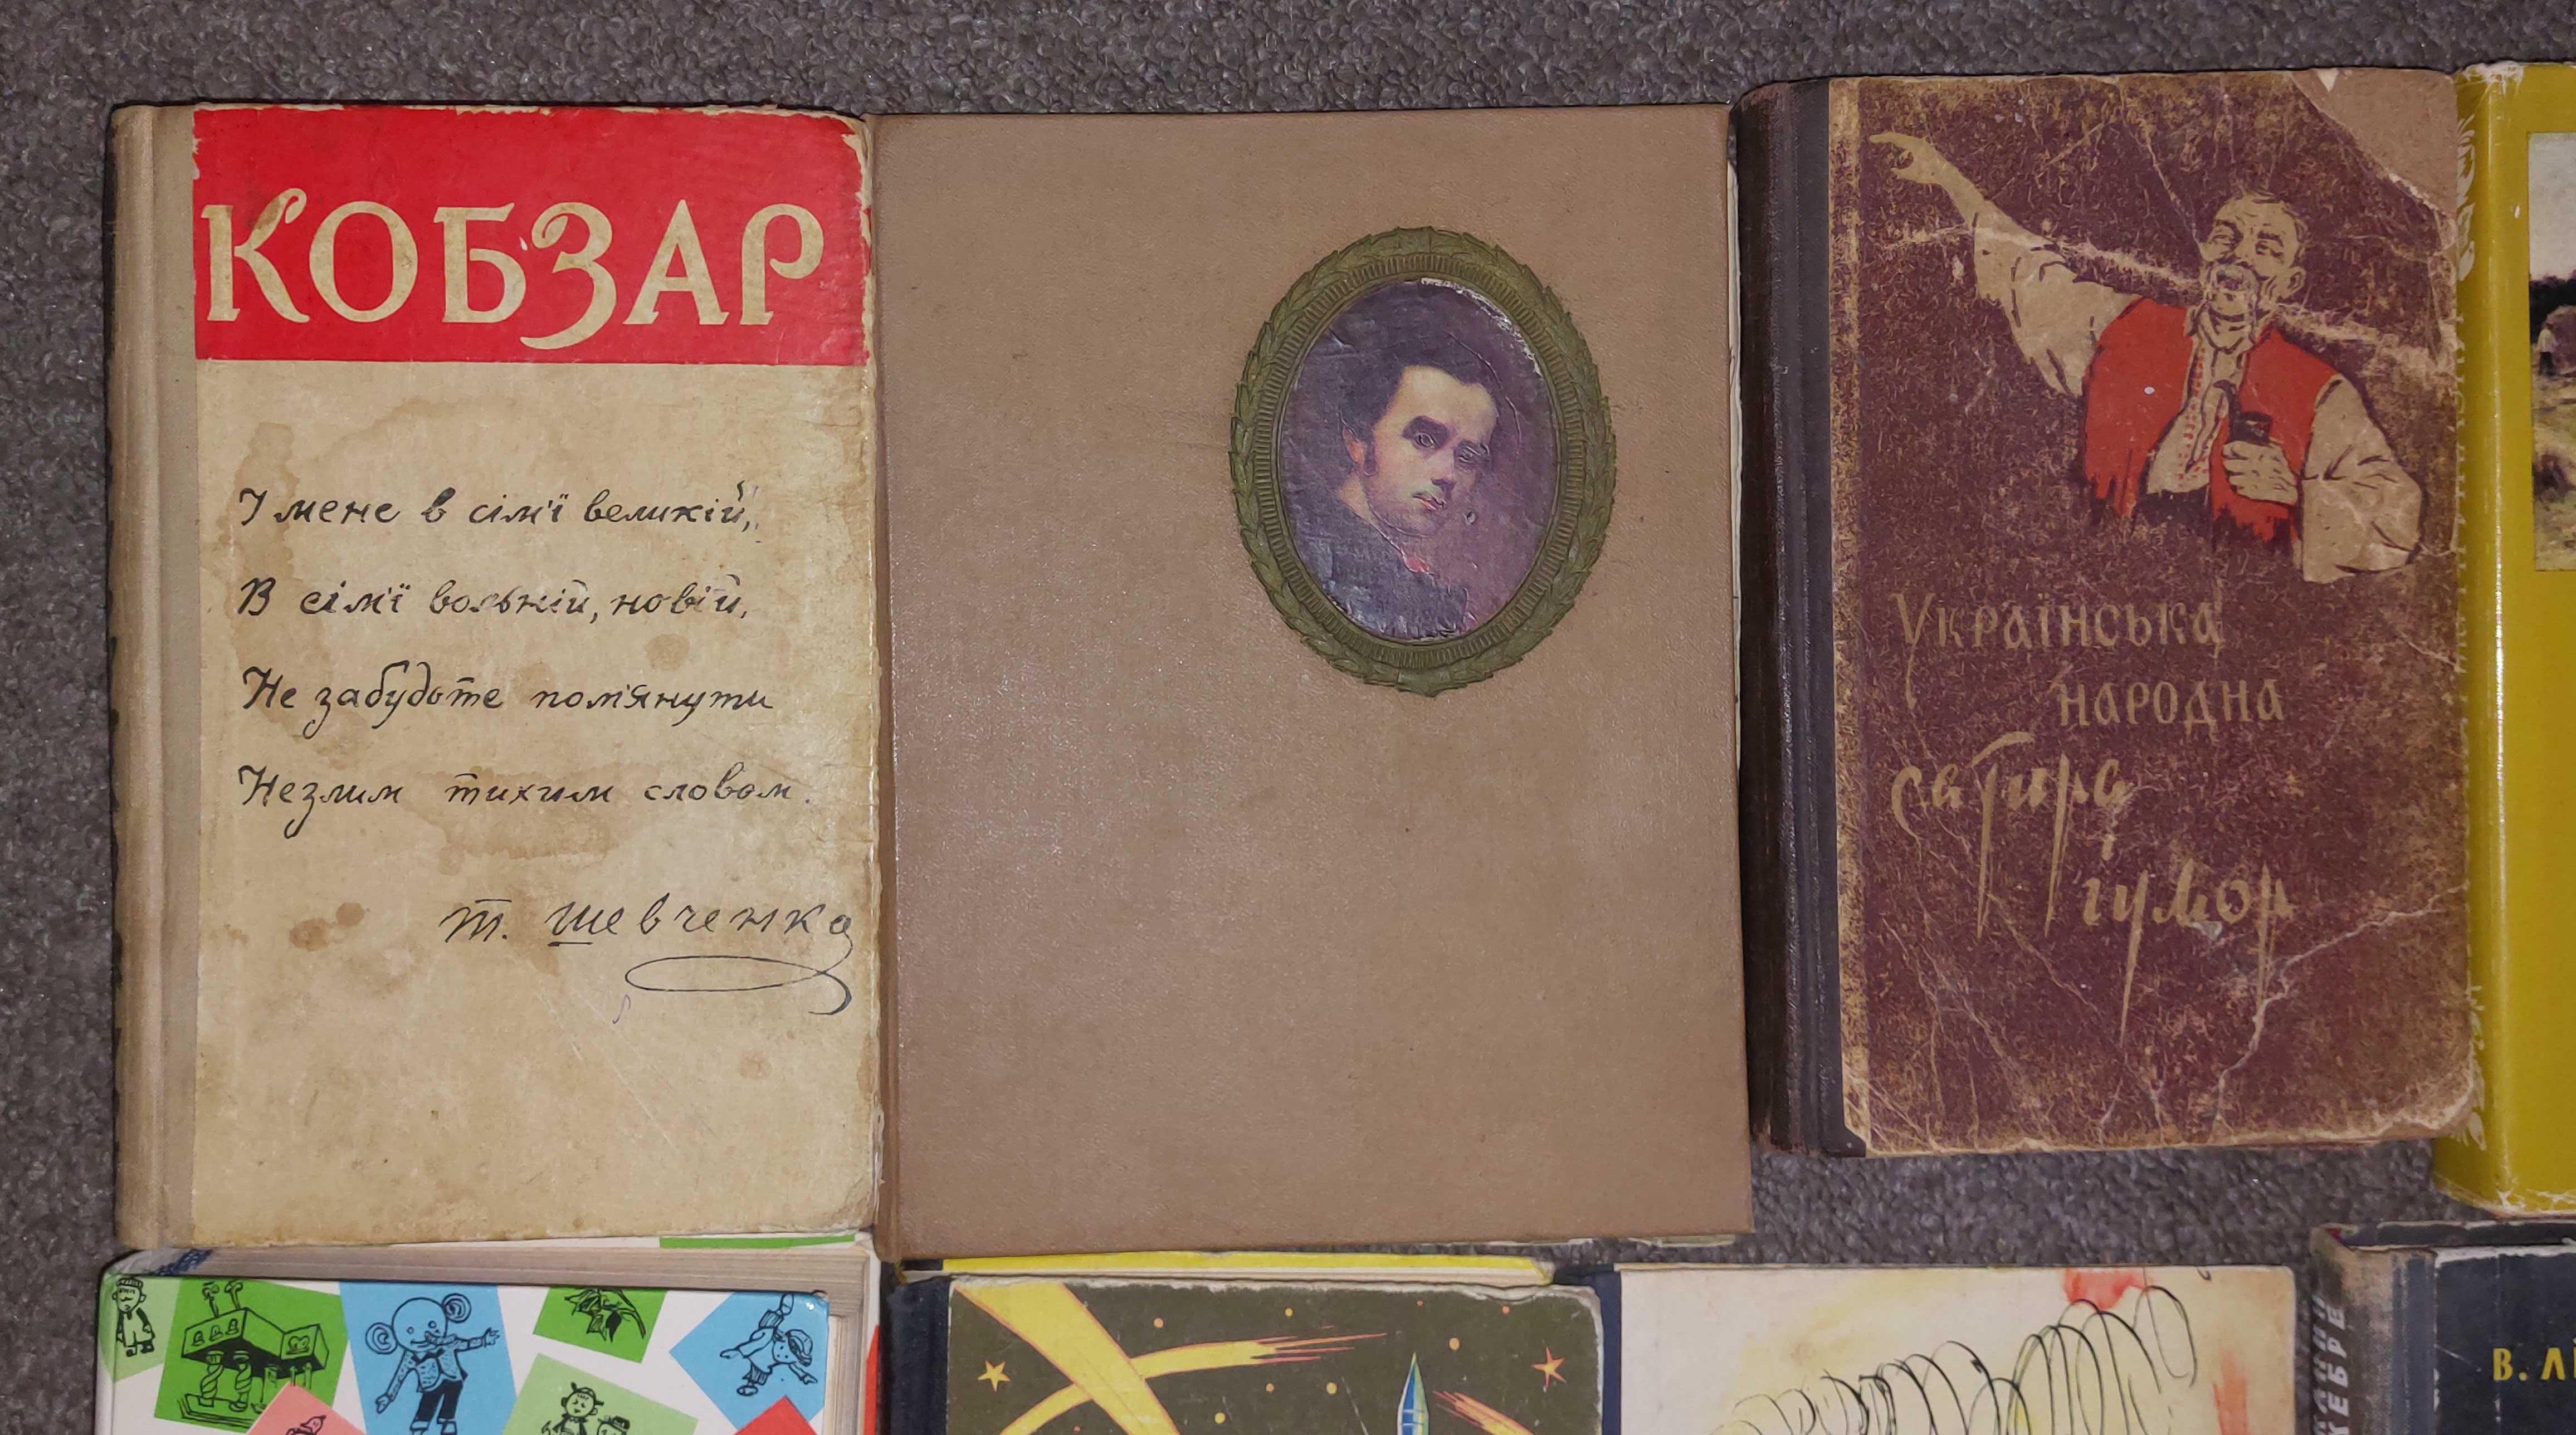 КОБЗАР
І мене в сім'ї великій,
В сім'ї вольній, новій,
Не забудьте пом'янути
Незлим тихим словом.
Т. Шевченко
Українська
народна
сатира
і
гумор
В.